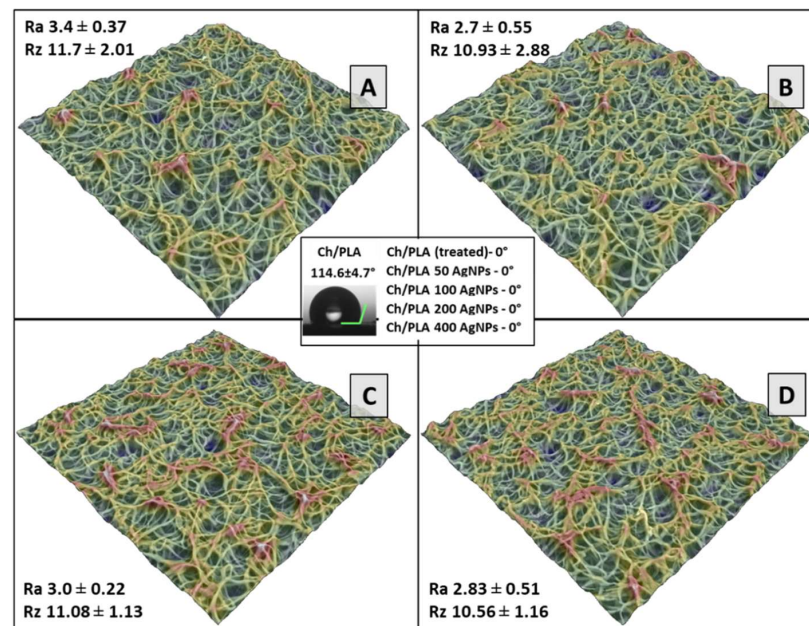 Ra 3.4 ± 0.37
Rz 11.7 ± 2.01
A
Ra 2.7 ± 0.55
Rz 10.93 ± 2.88
B
Ch/PLA
114.6±4.7°
Ch/PLA (treated)- 0°
Ch/PLA 50 AgNPs - 0°
Ch/PLA 100 AgNPs - 0°
Ch/PLA 200 AgNPs - 0°
Ch/PLA 400 AgNPs - 0°
C
Ra 3.0 ± 0.22
Rz 11.08 ± 1.13
D
Ra 2.83 ± 0.51
Rz 10.56 ± 1.16